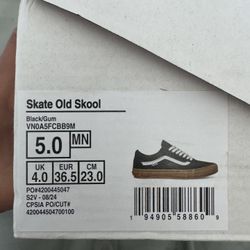 Skate Old Skool
Black/Gum
VN0A5FCBB9M
5.0 MN
UK EUR CM
4.0 36.5 23.0
PO#4200445047
S2V - 08/24
CPSIA PO/CUT#
420044504700100
1 94905 58860 9